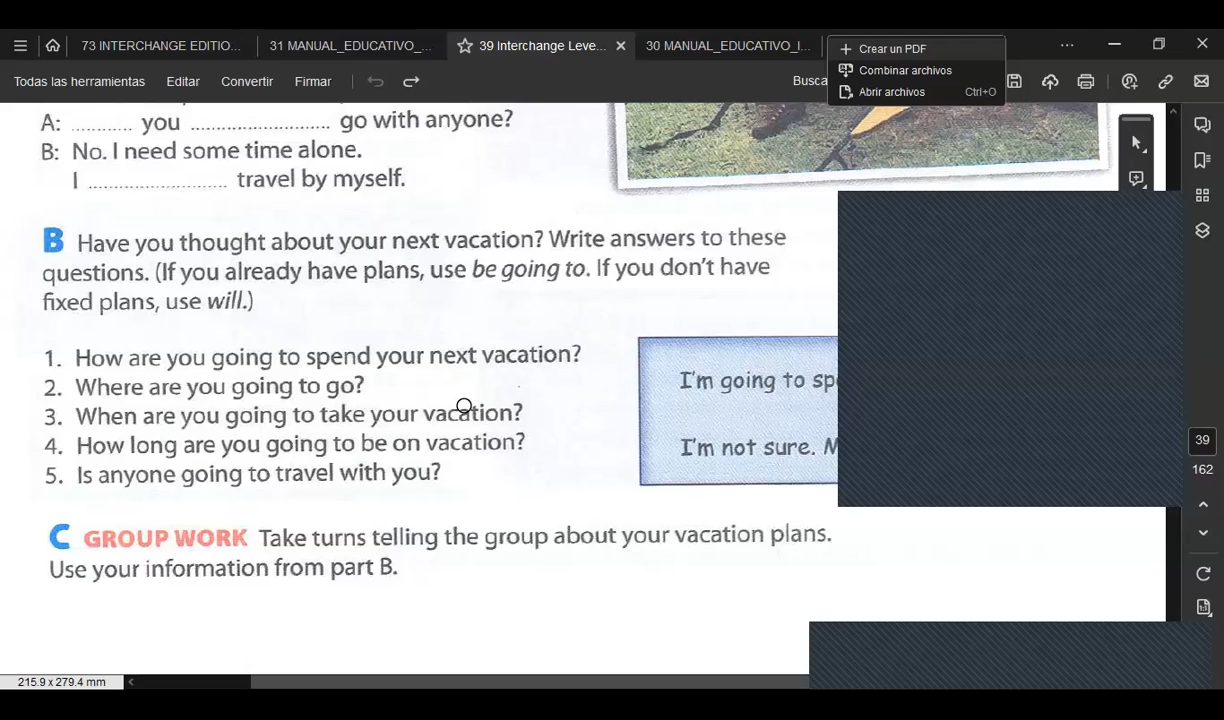 73 INTERCHANGE EDITIO...
31 MANUAL_EDUCATIVO_...
39 Interchange Leve...
30 MANUAL_EDUCATIVO_I...
Crear un PDF
Combinar archivos
Abrir archivos Ctrl+O
Todas las herramientas Editar Convertir Firmar
Busca
A: ........... you ........................ go with anyone?
B: No. I need some time alone.
I ........................ travel by myself.
B Have you thought about your next vacation? Write answers to these
questions. (If you already have plans, use be going to. If you don't have
fixed plans, use will.)
1. How are you going to spend your next vacation?
2. Where are you going to go?
3. When are you going to take your vacation?
4. How long are you going to be on vacation?
5. Is anyone going to travel with you?
I'm going to sp
I'm not sure. M
C GROUP WORK Take turns telling the group about your vacation plans.
Use your information from part B.
39
162
215.9 x 279.4 mm